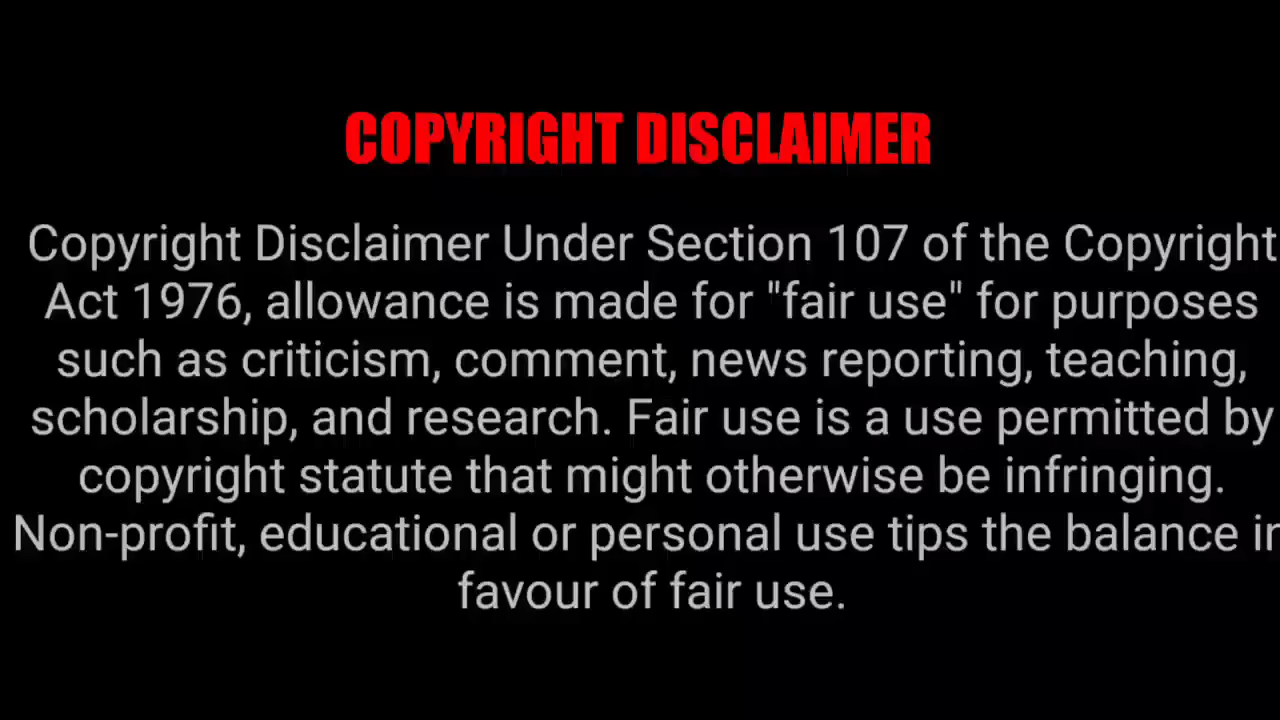 COPYRIGHT DISCLAIMER
Copyright Disclaimer Under Section 107 of the Copyright
Act 1976, allowance is made for "fair use" for purposes
such as criticism, comment, news reporting, teaching,
scholarship, and research. Fair use is a use permitted by
copyright statute that might otherwise be infringing.
Non-profit, educational or personal use tips the balance in
favour of fair use.